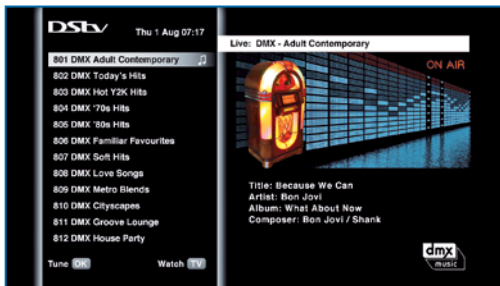 DStv
Thu 1 Aug 07:17
Live: DMX - Adult Contemporary
801 DMX Adult Contemporary
802 DMX Today's Hits
803 DMX Hot Y2K Hits
804 DMX '70s Hits
805 DMX '80s Hits
806 DMX Familiar Favourites
807 DMX Soft Hits
808 DMX Love Songs
809 DMX Metro Blends
810 DMX Cityscapes
811 DMX Groove Lounge
812 DMX House Party
Tune OK
Watch TV
ON AIR
Title: Because We Can
Artist: Bon Jovi
Album: What About Now
Composer: Bon Jovi / Shank
dmx
music